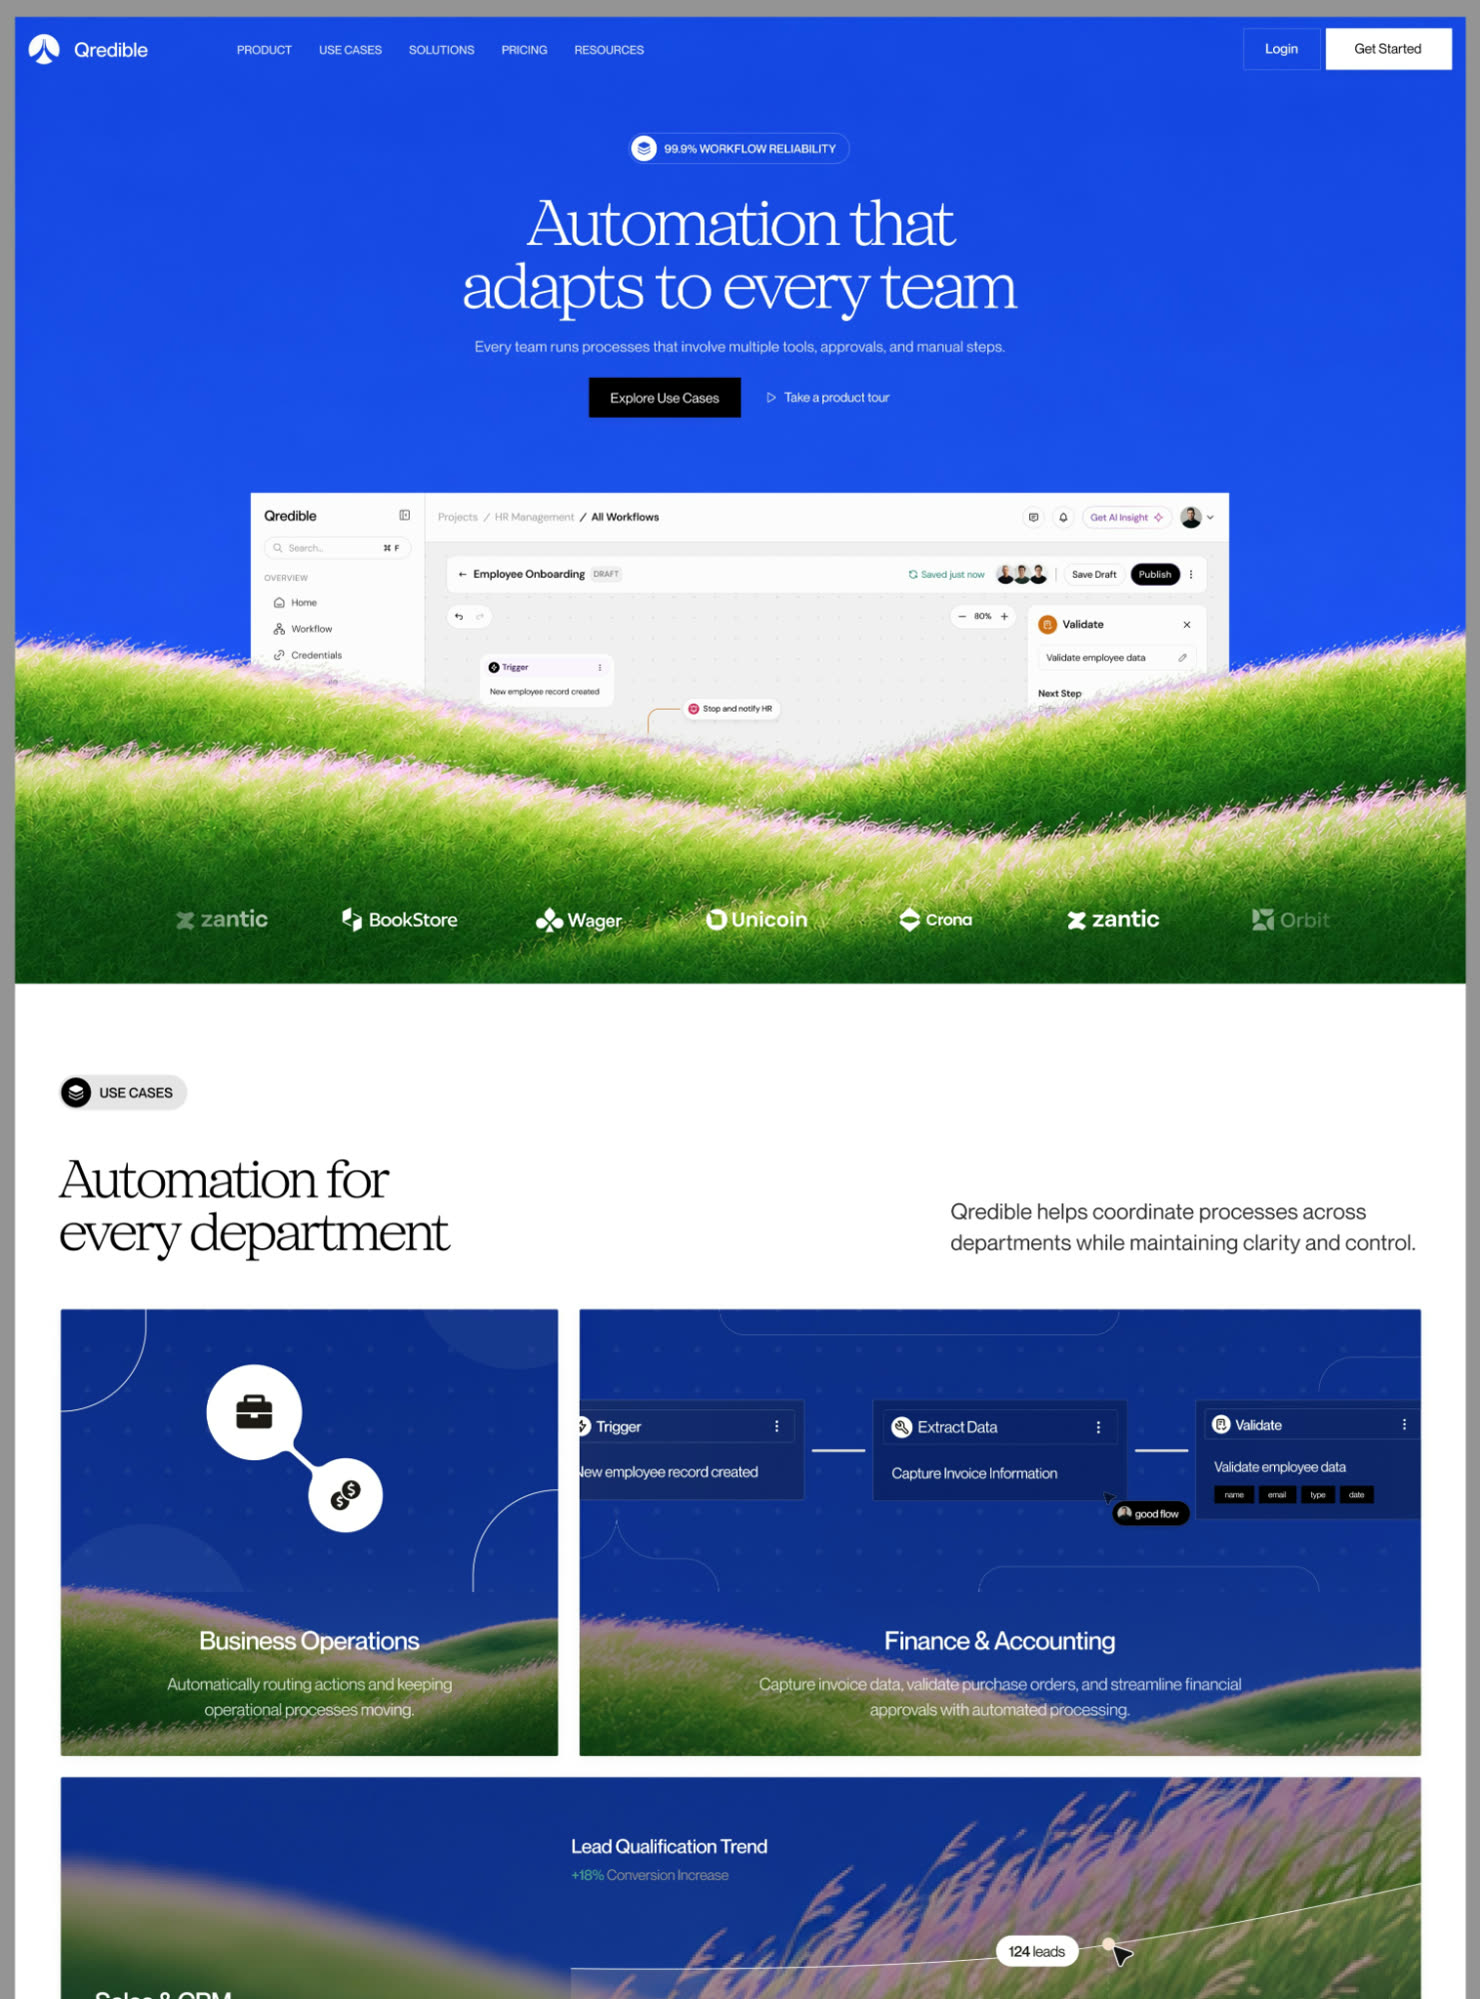 Qredible
PRODUCT
USE CASES
SOLUTIONS
PRICING
RESOURCES
Login
Get Started
99.9% WORKFLOW RELIABILITY
Automation that
adapts to every team
Every team runs processes that involve multiple tools, approvals, and manual steps.
Explore Use Cases
Take a product tour
Qredible
Projects / HR Management / All Workflows
Get AI Insight
Search...
⌘ F
Employee Onboarding
DRAFT
Saved just now
Save Draft
Publish
OVERVIEW
Home
Workflow
Credentials
80%
Validate
Validate employee data
Next Step
Trigger
New employee record created
Stop and notify HR
zantic
BookStore
Wager
Unicoin
Crona
zantic
Orbit
USE CASES
Automation for
every department
Qredible helps coordinate processes across
departments while maintaining clarity and control.
Business Operations
Automatically routing actions and keeping
operational processes moving.
Trigger
New employee record created
Extract Data
Capture Invoice Information
good flow
Validate
Validate employee data
name
email
type
date
Finance & Accounting
Capture invoice data, validate purchase orders, and streamline financial
approvals with automated processing.
Lead Qualification Trend
+18% Conversion Increase
124 leads
Sales & CRM